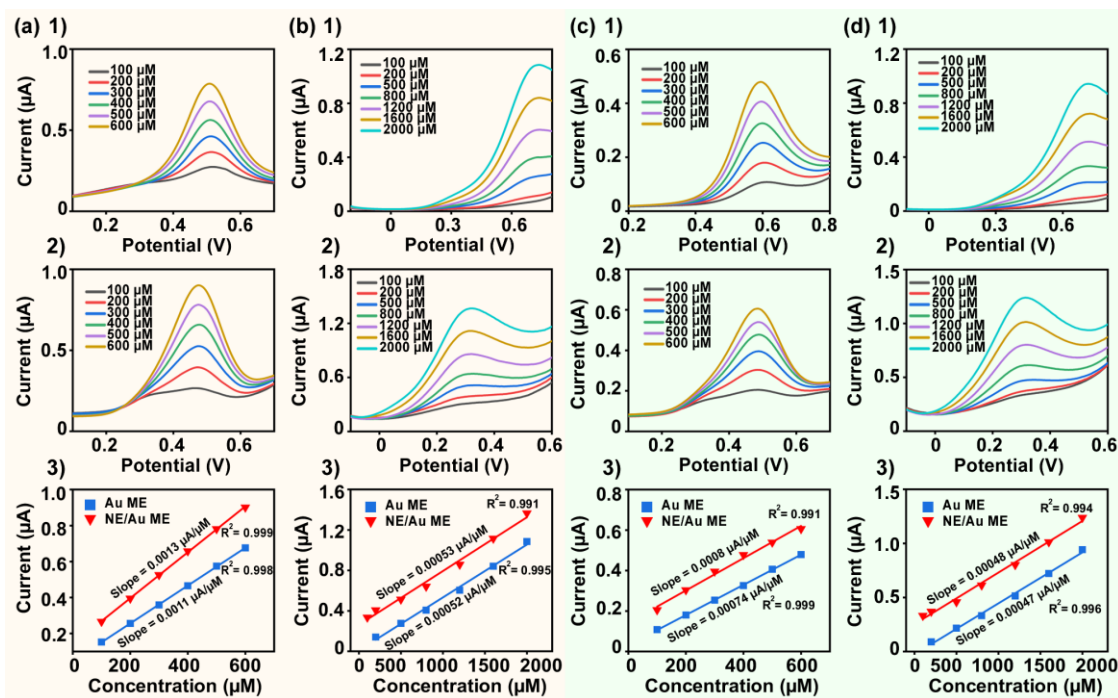 (a) 1)
1.0
0.5
0
0.2 0.4 0.6
Current (µA)
Potential (V)
100 µM
200 µM
300 µM
400 µM
500 µM
600 µM
(b) 1)
1.2
0.8
0.4
0
0 0.3 0.6
Current (µA)
Potential (V)
100 µM
200 µM
500 µM
800 µM
1200 µM
1600 µM
2000 µM
(c) 1)
0.6
0.4
0.2
0
0.2 0.4 0.6 0.8
Current (µA)
Potential (V)
100 µM
200 µM
300 µM
400 µM
500 µM
600 µM
(d) 1)
1.2
0.8
0.4
0
0 0.3 0.6
Current (µA)
Potential (V)
100 µM
200 µM
500 µM
800 µM
1200 µM
1600 µM
2000 µM
2)
1.0
0.5
0
0.2 0.4 0.6
Current (µA)
Potential (V)
100 µM
200 µM
300 µM
400 µM
500 µM
600 µM
2)
1.8
1.2
0.6
0
0 0.2 0.4 0.6
Current (µA)
Potential (V)
100 µM
200 µM
500 µM
800 µM
1200 µM
1600 µM
2000 µM
2)
0.8
0.6
0.4
0.2
0
0.2 0.4 0.6
Current (µA)
Potential (V)
100 µM
200 µM
300 µM
400 µM
500 µM
600 µM
2)
1.5
1.0
0.5
0
0 0.2 0.4 0.6
Current (µA)
Potential (V)
100 µM
200 µM
500 µM
800 µM
1200 µM
1600 µM
2000 µM
3)
1.0
0.8
0.6
0.4
0.2
0 200 400 600
Current (µA)
Concentration (µM)
Au ME
NE/Au ME
Slope = 0.0013 µA/µM
R²= 0.999
R²= 0.998
Slope = 0.0011 µA/µM
3)
1.5
1.0
0.5
0
0 500 1000 1500 2000
Current (µA)
Concentration (µM)
Au ME
NE/Au ME
R²= 0.991
Slope = 0.00053 µA/µM
R²= 0.995
Slope = 0.00052 µA/µM
3)
0.8
0.6
0.4
0.2
0
0 200 400 600
Current (µA)
Concentration (µM)
Au ME
NE/Au ME
R²= 0.991
Slope = 0.0008 µA/µM
Slope = 0.00074 µA/µM
R²= 0.999
3)
1.5
1.0
0.5
0
0 500 1000 1500 2000
Current (µA)
Concentration (µM)
Au ME
NE/Au ME
R²= 0.994
Slope = 0.00048 µA/µM
Slope = 0.00047 µA/µM
R²= 0.996